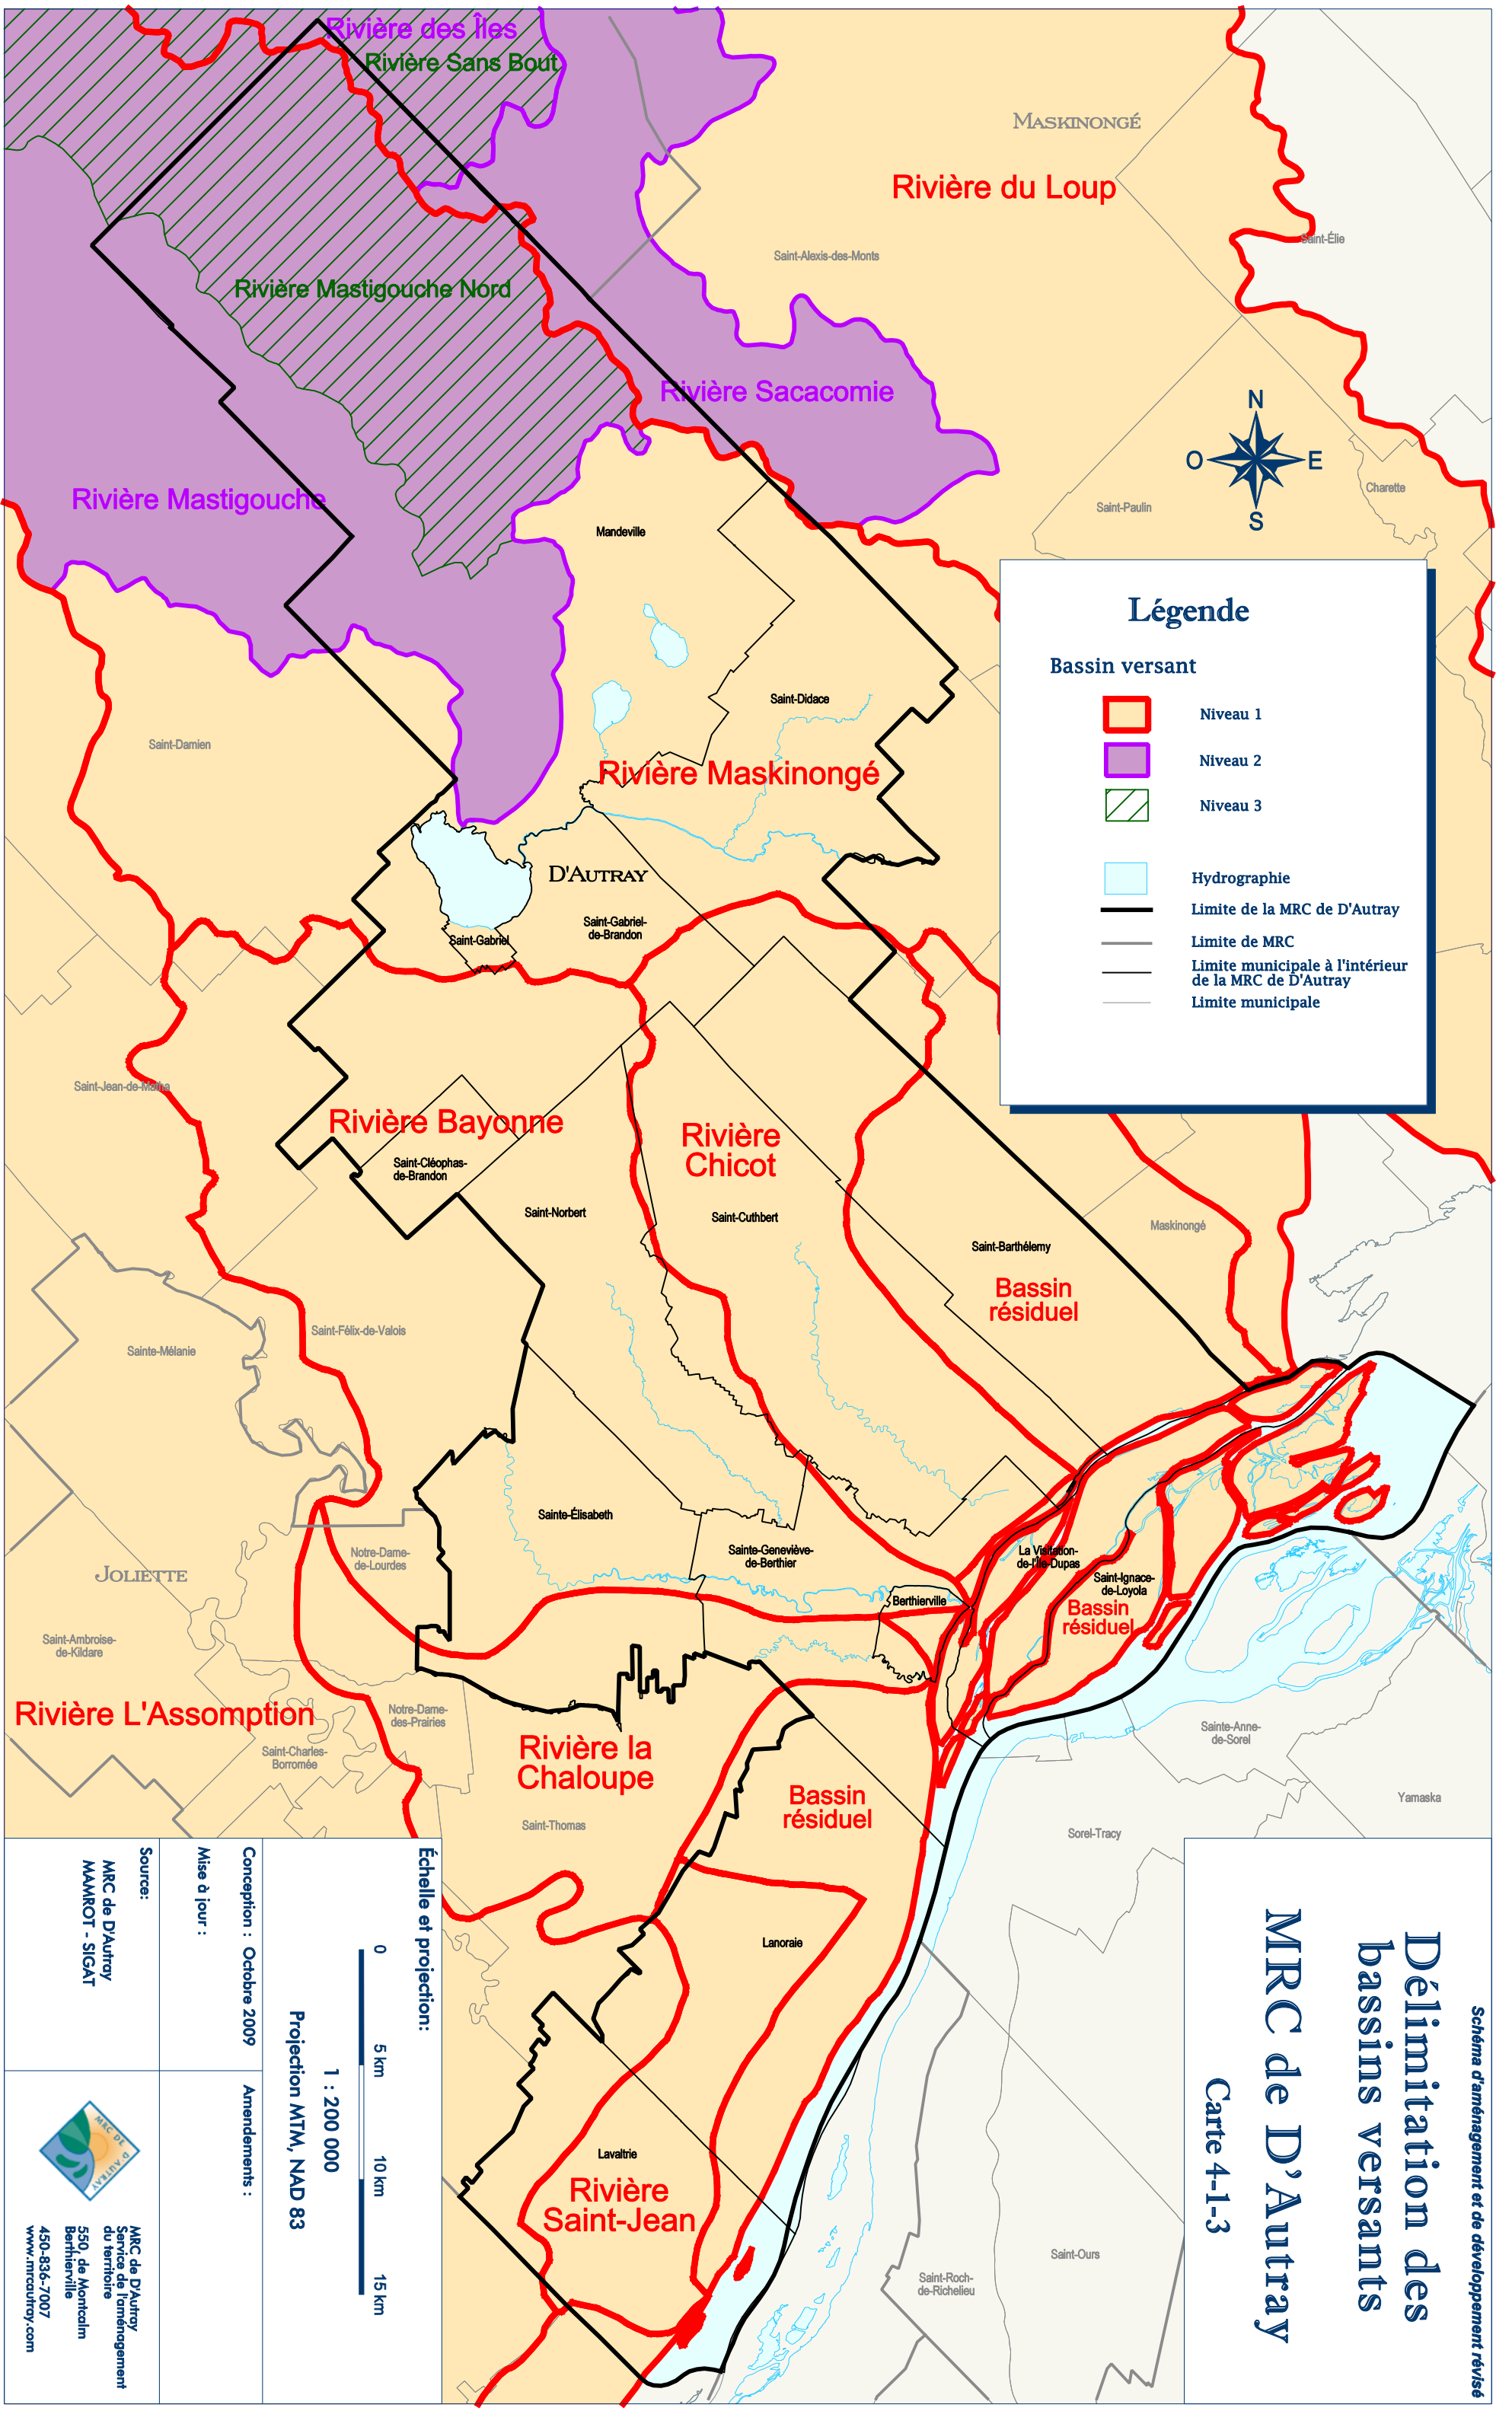 Rivière des Îles
Rivière Sans Bout
MASKINONGÉ
Rivière du Loup
Saint-Élie
Saint-Alexis-des-Monts
Rivière Mastigouche Nord
Rivière Sacacomie
N
O
E
S
Rivière Mastigouche
Charette
Saint-Paulin
Mandeville
Légende
Bassin versant
Niveau 1
Niveau 2
Niveau 3
Hydrographie
Limite de la MRC de D'Autray
Limite de MRC
Limite municipale à l'intérieur
de la MRC de D'Autray
Limite municipale
Saint-Didace
Saint-Damien
Rivière Maskinongé
D'AUTRAY
Saint-Gabriel-
de-Brandon
Saint-Gabriel
Saint-Jean-de-Matha
Rivière Bayonne
Rivière
Chicot
Saint-Cléophas-
de-Brandon
Saint-Norbert
Saint-Cuthbert
Maskinongé
Saint-Barthélemy
Bassin
résiduel
Saint-Félix-de-Valois
Sainte-Mélanie
Sainte-Élisabeth
Notre-Dame-
de-Lourdes
Sainte-Geneviève-
de-Berthier
La Visitation-
de-l'Île-Dupas
Saint-Ignace-
de-Loyola
Bassin
résiduel
Berthierville
JOLIETTE
Saint-Ambroise-
de-Kildare
Rivière L'Assomption
Notre-Dame-
des-Prairies
Saint-Charles-
Borromée
Rivière la
Chaloupe
Sainte-Anne-
de-Sorel
Bassin
résiduel
Yamaska
Saint-Thomas
Sorel-Tracy
Lanoraie
Lavaltrie
Rivière
Saint-Jean
Saint-Ours
Saint-Roch-
de-Richelieu
Schéma d'aménagement et de développement révisé
Délimitation des
bassins versants
MRC de D'Autray
Carte 4-1-3
Échelle et projection:
0 5 km 10 km 15 km
1 : 200 000
Projection MTM, NAD 83
Conception : Octobre 2009
Mise à jour :
Amendements :
Source:
MRC de D'Autray
MAMROT - SIGAT
MRC DE D'AUTRAY
MRC de D'Autray
Service de l'aménagement
du territoire
550, de Montcalm
Berthierville
450-836-7007
www.mrcautray.com